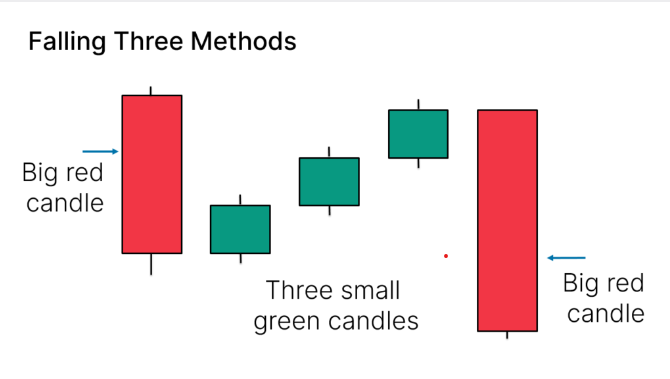 Falling Three Methods
Big red
candle
Three small
green candles
Big red
candle